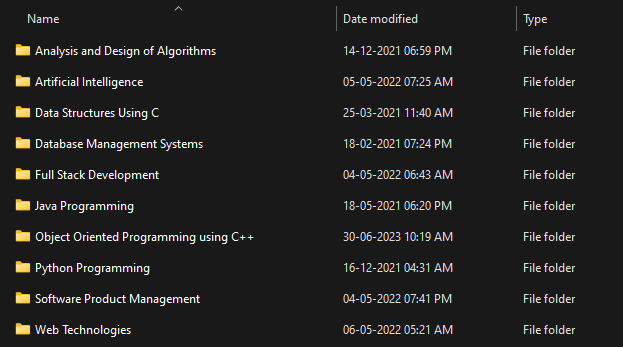 Name Date modified Type
Analysis and Design of Algorithms 14-12-2021 06:59 PM File folder
Artificial Intelligence 05-05-2022 07:25 AM File folder
Data Structures Using C 25-03-2021 11:40 AM File folder
Database Management Systems 18-02-2021 07:24 PM File folder
Full Stack Development 04-05-2022 06:43 AM File folder
Java Programming 18-05-2021 06:20 PM File folder
Object Oriented Programming using C++ 30-06-2023 10:19 AM File folder
Python Programming 16-12-2021 04:31 AM File folder
Software Product Management 04-05-2022 07:41 PM File folder
Web Technologies 06-05-2022 05:21 AM File folder